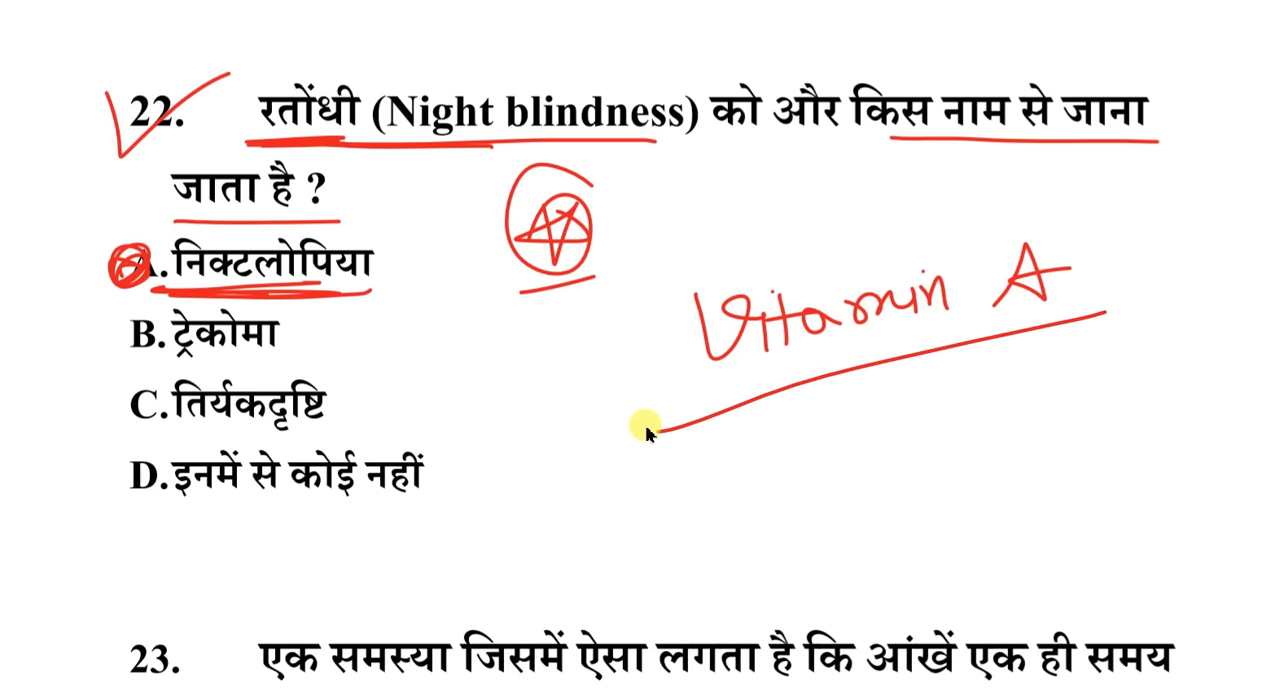 22. रतोंधी (Night blindness) को और किस नाम से जाना
जाता है ?
A.निक्टलोपिया
Vitamin A
B.ट्रेकोमा
C.तिर्यकदृष्टि
D.इनमें से कोई नहीं
23. एक समस्या जिसमें ऐसा लगता है कि आंखें एक ही समय